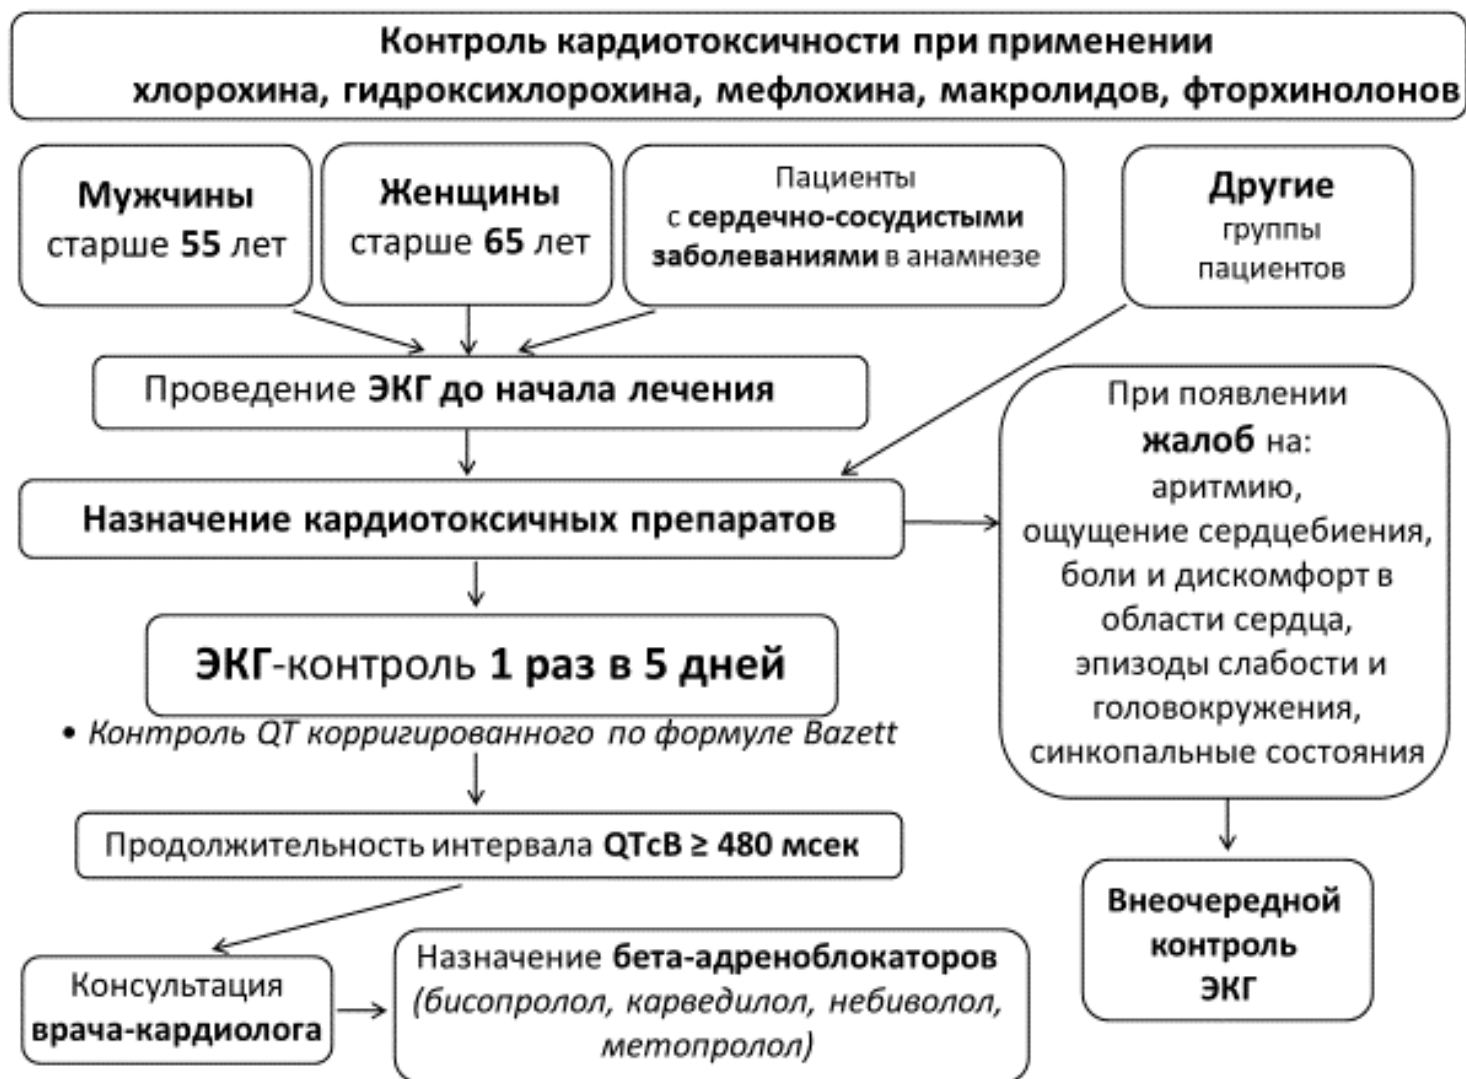 Контроль кардиотоксичности при применении
хлорохина, гидроксихлорохина, мефлохина, макролидов, фторхинолонов
Мужчины
старше 55 лет
Женщины
старше 65 лет
Пациенты
с сердечно-сосудистыми
заболеваниями в анамнезе
Другие
группы
пациентов
Проведение ЭКГ до начала лечения
Назначение кардиотоксичных препаратов
При появлении
жалоб на:
аритмию,
ощущение сердцебиения,
боли и дискомфорт в
области сердца,
эпизоды слабости и
головокружения,
синкопальные состояния
ЭКГ-контроль 1 раз в 5 дней
• Контроль QT корригированного по формуле Bazett
Продолжительность интервала QTcB ≥ 480 мсек
Внеочередной
контроль
ЭКГ
Консультация
врача-кардиолога
Назначение бета-адреноблокаторов
(бисопролол, карведилол, небиволол,
метопролол)